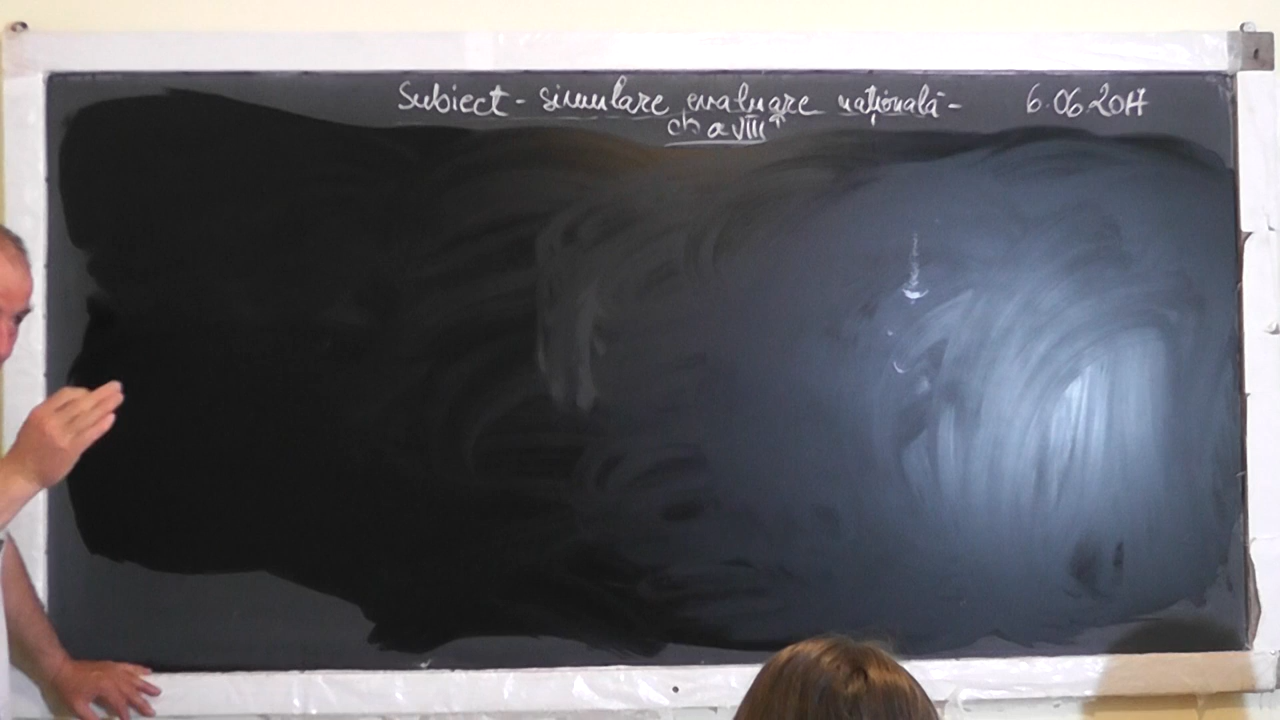 Subiect - simulare evaluare națională - 6.06.2017
cls a VIII a